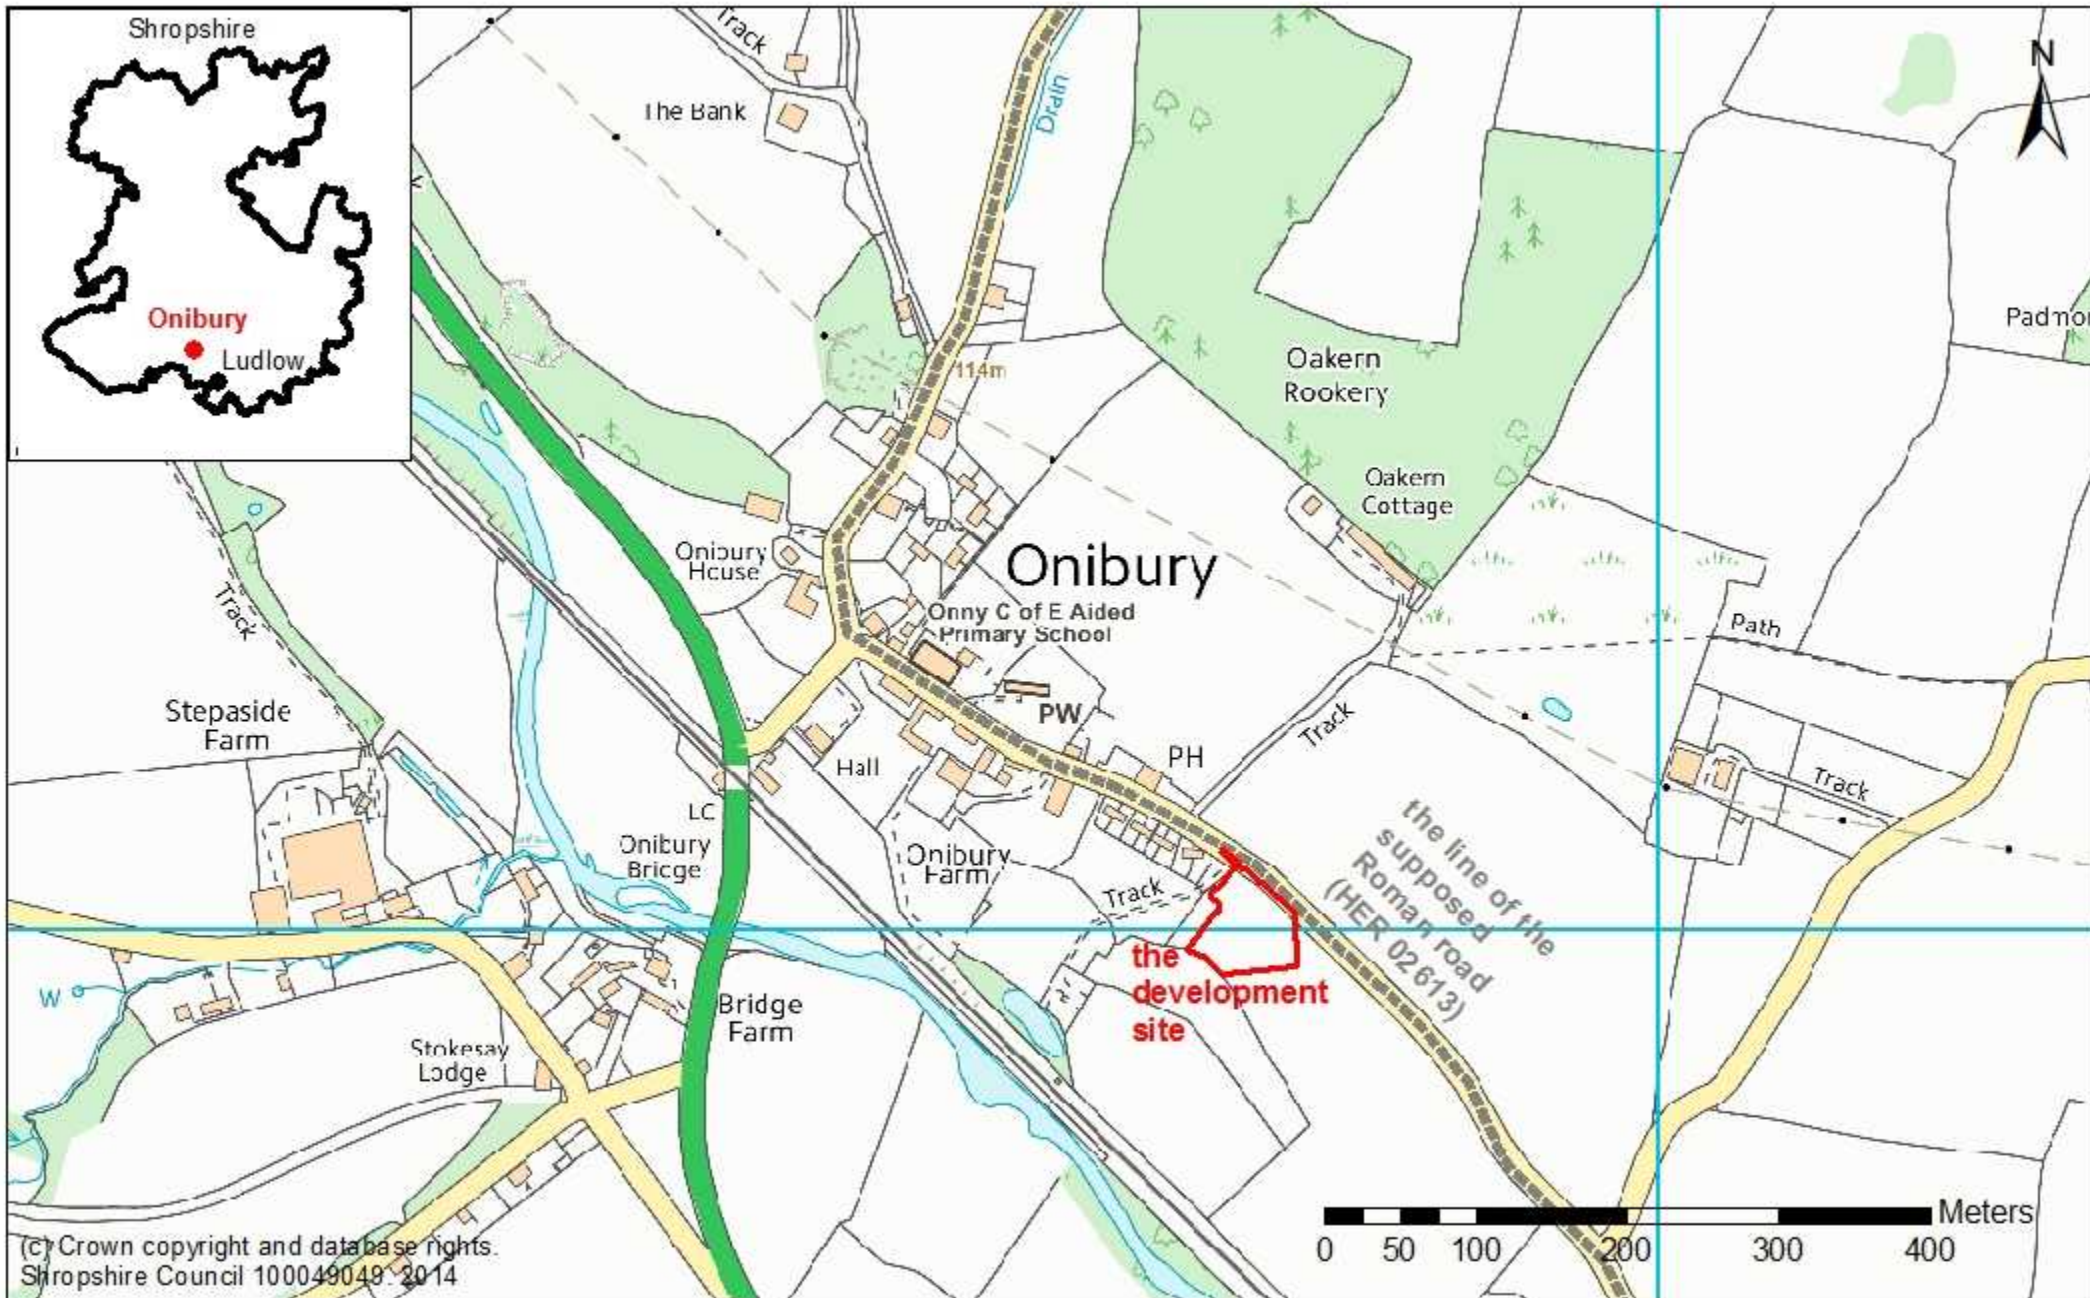 Shropshire
Onibury
Ludlow
Track
The Bank
Drain
N
Padmor
114m
Oakern
Rookery
Oakern
Cottage
Onibury
House
Onibury
Onny C of E Aided
Primary School
Path
Track
Stepaside
Farm
PW
Track
Hall
PH
Track
LC
Onibury
Bridge
Onibury
Farm
Track
the line of the
supposed
Roman road
(HER 02613)
the
development
site
W
Bridge
Farm
Stokesay
Lodge
Meters
0 50 100 200 300 400
(c) Crown copyright and database rights.
Shropshire Council 100049049. 2014